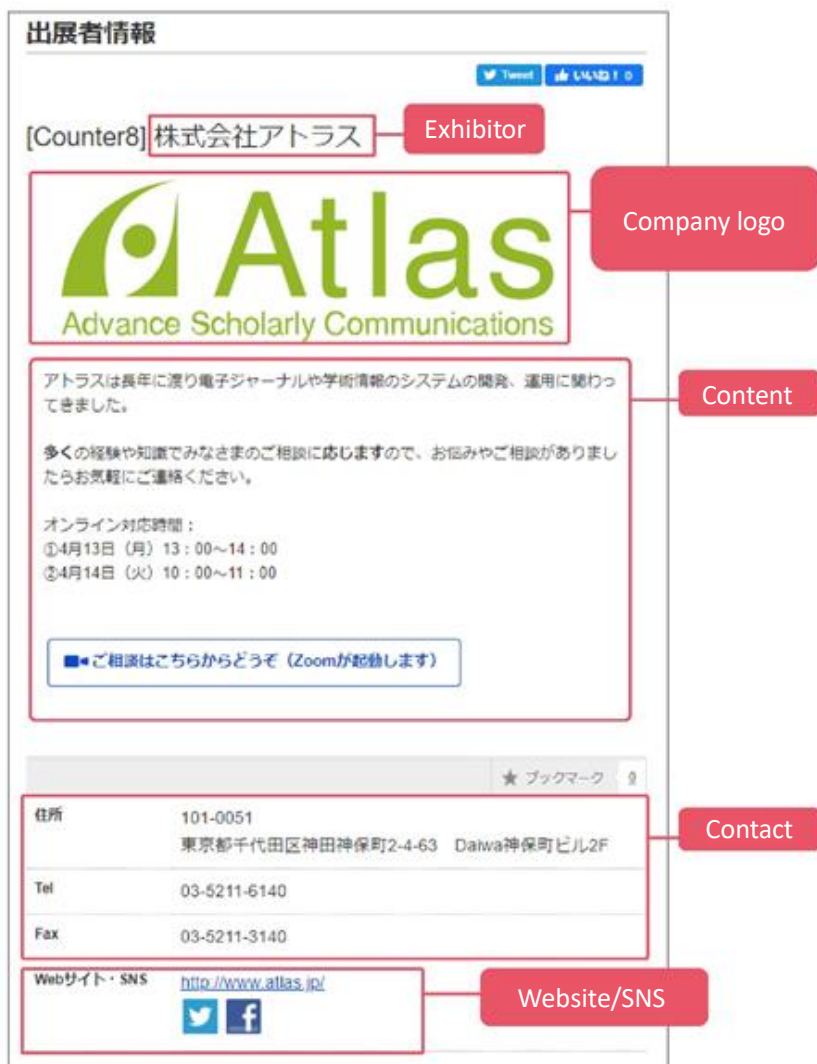 出展者情報
Tweet いいね！ 0
[Counter8] 株式会社アトラス
Exhibitor
Atlas
Advance Scholarly Communications
Company logo
アトラスは長年に渡り電子ジャーナルや学術情報のシステムの開発、運用に関わっ
てきました。
Content
多くの経験や知識でみなさまのご相談に応じますので、お悩みやご相談がありまし
たらお気軽にご連絡ください。
オンライン対応時間：
①4月13日（月）13：00～14：00
②4月14日（火）10：00～11：00
ご相談はこちらからどうぞ（Zoomが起動します）
★ ブックマーク 0
住所 101-0051
東京都千代田区神田神保町2-4-63 Daiwa神保町ビル2F
Contact
Tel 03-5211-6140
Fax 03-5211-3140
Webサイト・SNS http://www.atlas.jp/
Website/SNS